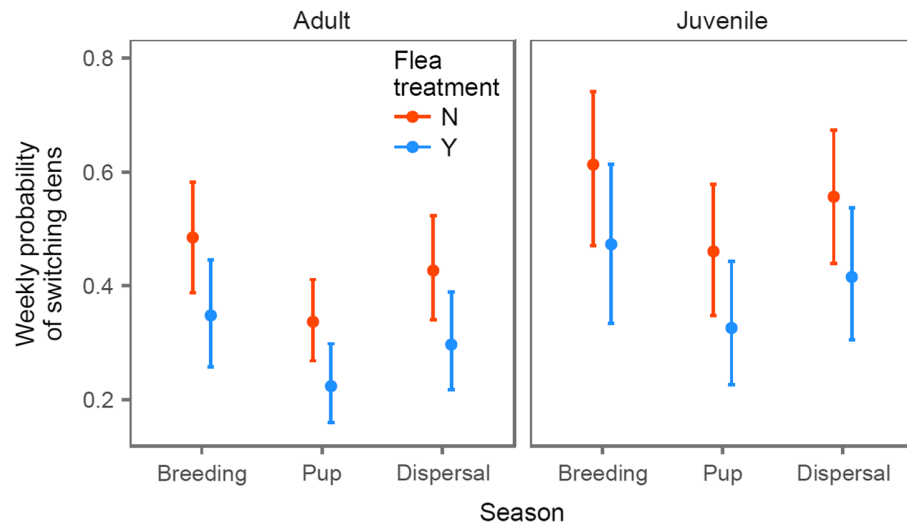 Adult
Juvenile
Flea
treatment
N
Y
0.8
0.6
0.4
0.2
Weekly probability
of switching dens
Breeding Pup Dispersal
Breeding Pup Dispersal
Season